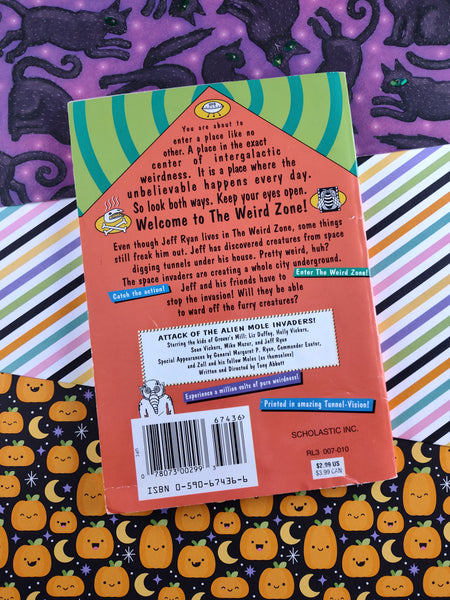 You are about to
enter a place like no
other. A place in the exact
center of intergalactic
weirdness. It is a place where the
unbelievable happens every day.
So look both ways. Keep your eyes open.
Welcome to The Weird Zone!
Even though Jeff Ryan lives in The Weird Zone, some things
still freak him out. Jeff has discovered creatures from space
digging tunnels under his house. Pretty weird, huh?
The space invaders are creating a whole city underground.
Enter The Weird Zone!
Catch the action!
Jeff and his friends have to
stop the invasion! Will they be able
to ward off the furry creatures?
ATTACK OF THE ALIEN MOLE INVADERS!
Starring the kids of Grover's Mill: Liz Duffey, Holly Vickers,
Sean Vickers, Mike Mazur, and Jeff Ryan
Special Appearances by General Margaret P. Ryan, Commander Zontar,
and Zoll and his fellow Moles (as themselves)
Written and Directed by Tony Abbott
Experience a million volts of pure weirdness!
Printed in amazing Tunnel-Vision!
67436
UPC
0 78073 00299 3
ISBN 0-590-67436-6
SCHOLASTIC INC.
RL3 007-010
$2.99 US
$3.99 CAN